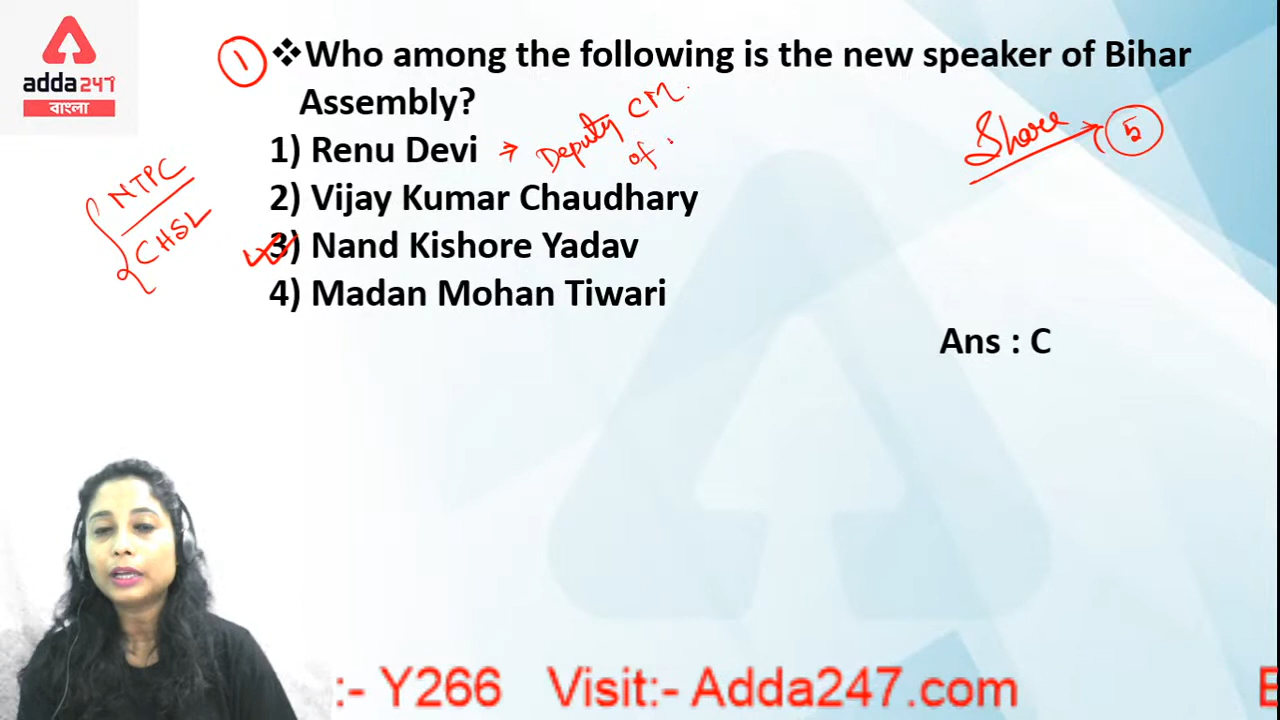 adda247
বাংলা
1 ❖Who among the following is the new speaker of Bihar
Assembly?
1) Renu Devi → Deputy CM.
of
2) Vijay Kumar Chaudhary
3) Nand Kishore Yadav
4) Madan Mohan Tiwari
Ans : C
NTPC
CHSL
Share → 5
:- Y266 Visit:- Adda247.com